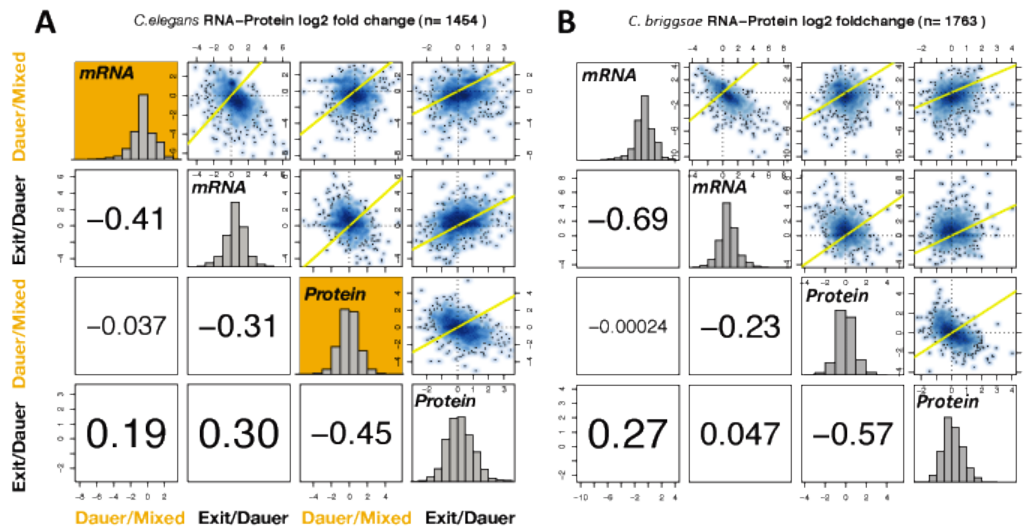 A
C.elegans RNA-Protein log2 fold change (n= 1454 )
Dauer/Mixed
Exit/Dauer
Dauer/Mixed
Exit/Dauer
mRNA
mRNA
Protein
Protein
-0.41
-0.037
-0.31
0.19
0.30
-0.45
Dauer/Mixed
Exit/Dauer
Dauer/Mixed
Exit/Dauer
B
C. briggsae RNA-Protein log2 foldchange (n= 1763 )
mRNA
mRNA
Protein
Protein
-0.69
-0.00024
-0.23
0.27
0.047
-0.57